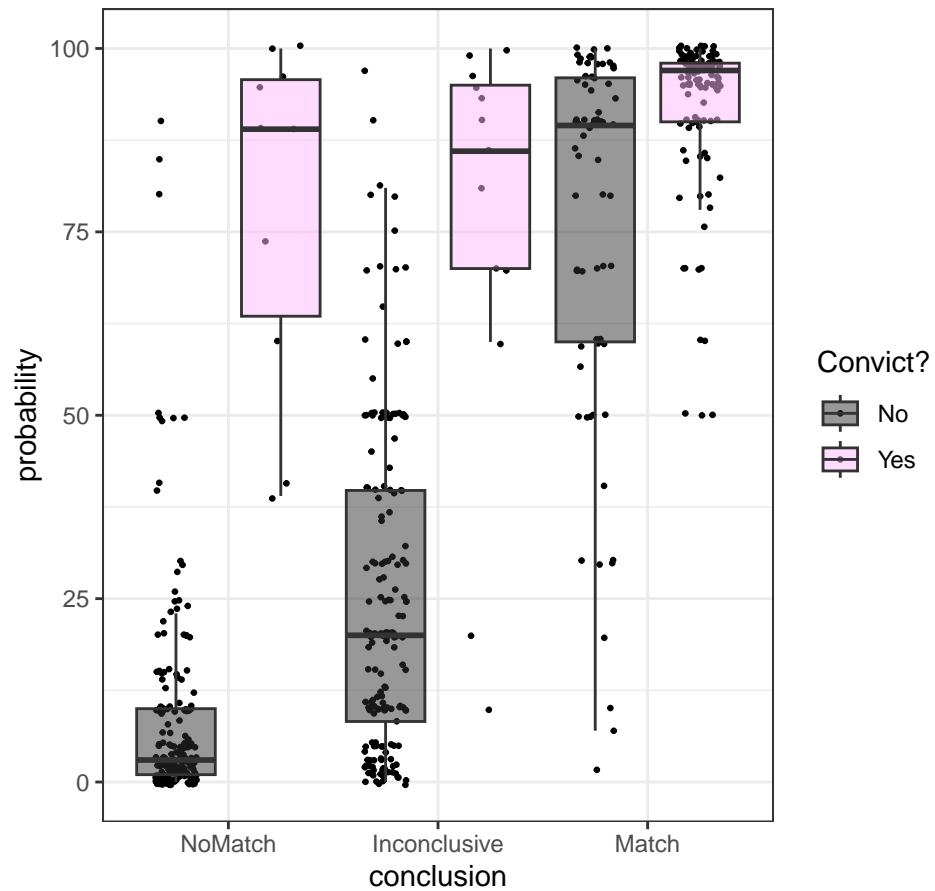 100
75
50
25
0
probability
NoMatch
Inconclusive
Match
conclusion
Convict?
No
Yes